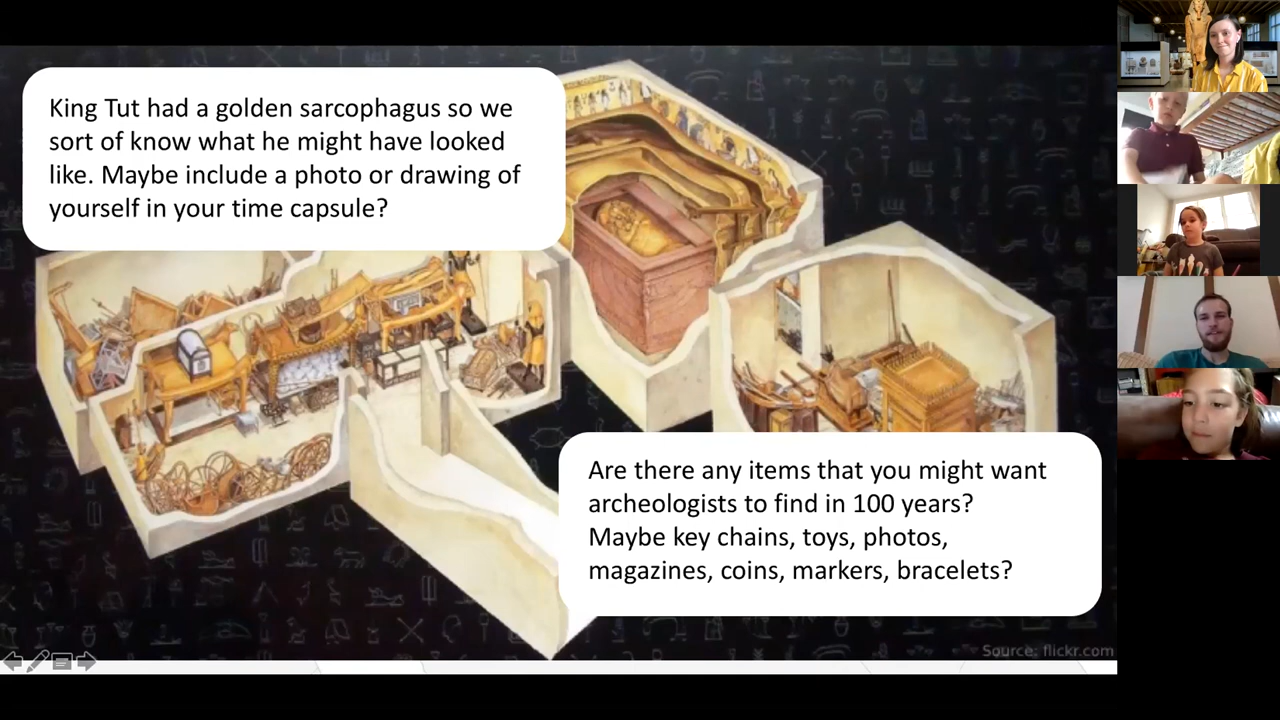 King Tut had a golden sarcophagus so we
sort of know what he might have looked
like. Maybe include a photo or drawing of
yourself in your time capsule?
Are there any items that you might want
archeologists to find in 100 years?
Maybe key chains, toys, photos,
magazines, coins, markers, bracelets?
Source: flickr.com